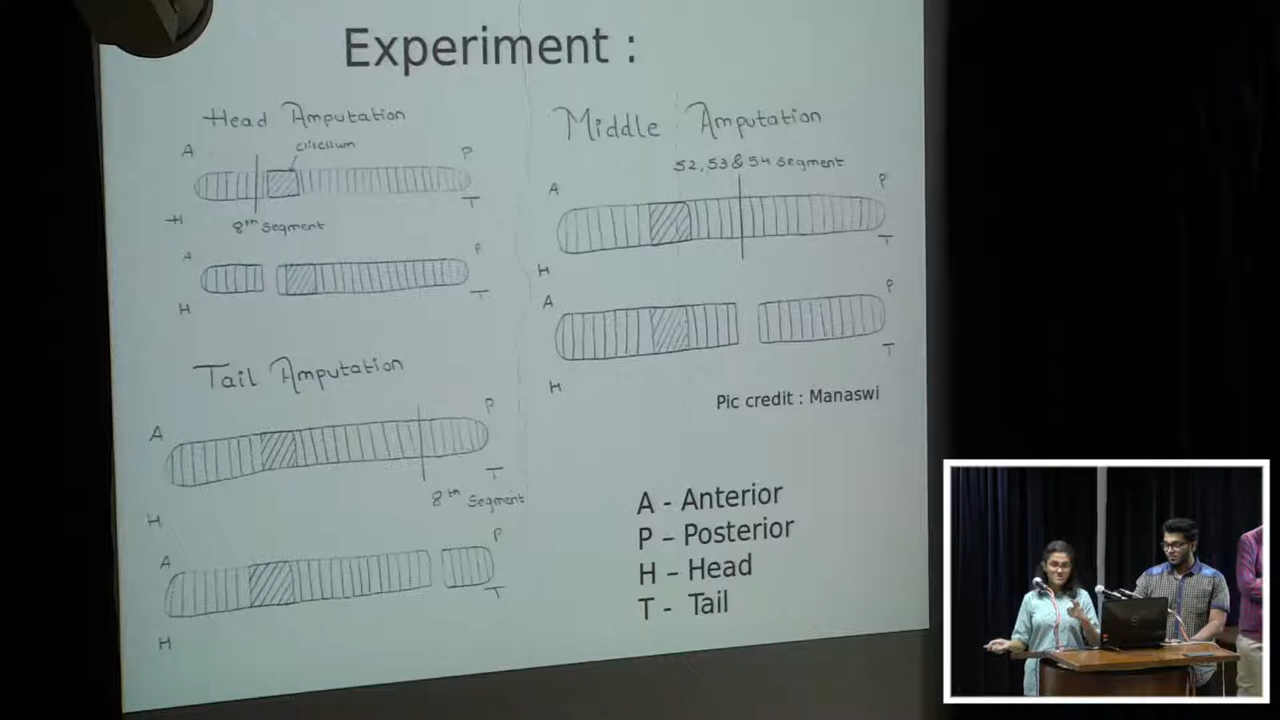 Experiment :
Head Amputation
clitellum
A
P
H
T
8th Segment
A
P
H
T
Tail Amputation
A
P
H
T
8th Segment
A
P
H
T
Middle Amputation
52, 53 & 54 Segment
A
P
H
T
A
P
H
T
Pic credit : Manaswi
A - Anterior
P – Posterior
H – Head
T - Tail